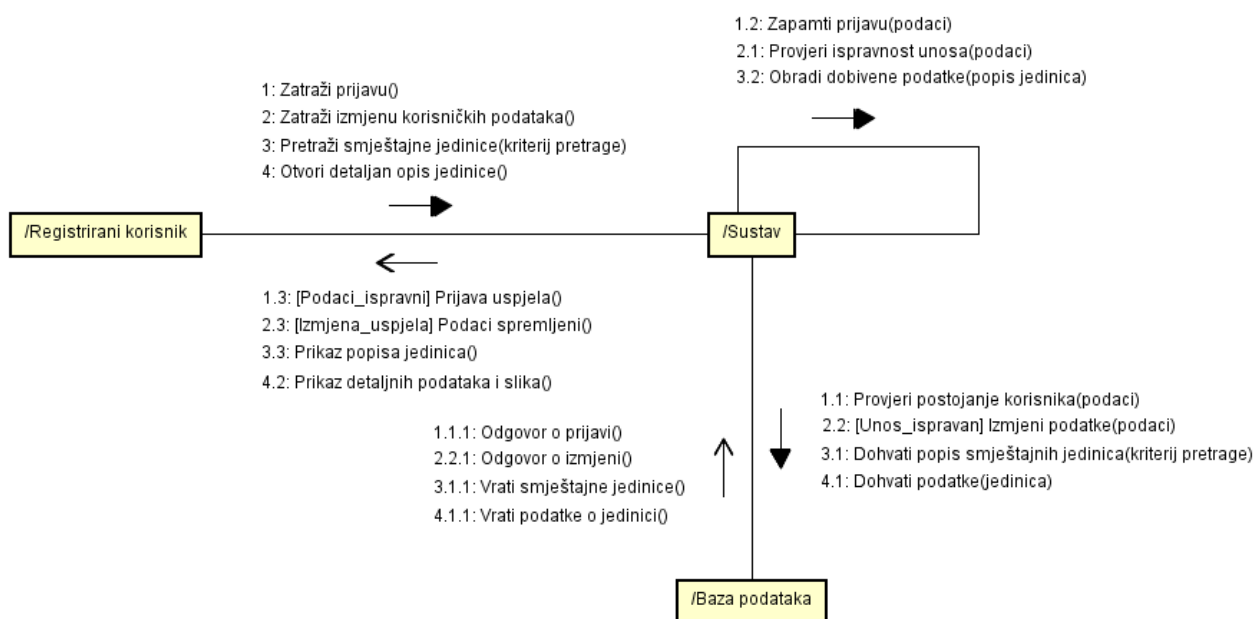 1.2: Zapamti prijavu(podaci)
2.1: Provjeri ispravnost unosa(podaci)
3.2: Obradi dobivene podatke(popis jedinica)
1: Zatraži prijavu()
2: Zatraži izmjenu korisničkih podataka()
3: Pretraži smještajne jedinice(kriterij pretrage)
4: Otvori detaljan opis jedinice()
/Registrirani korisnik
/Sustav
1.3: [Podaci_ispravni] Prijava uspjela()
2.3: [Izmjena_uspjela] Podaci spremljeni()
3.3: Prikaz popisa jedinica()
4.2: Prikaz detaljnih podataka i slika()
1.1: Provjeri postojanje korisnika(podaci)
2.2: [Unos_ispravan] Izmjeni podatke(podaci)
3.1: Dohvati popis smještajnih jedinica(kriterij pretrage)
4.1: Dohvati podatke(jedinica)
1.1.1: Odgovor o prijavi()
2.2.1: Odgovor o izmjeni()
3.1.1: Vrati smještajne jedinice()
4.1.1: Vrati podatke o jedinici()
/Baza podataka